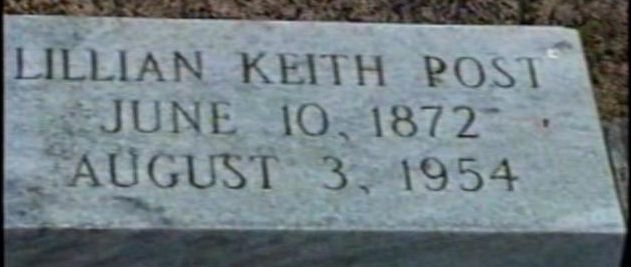 LILLIAN KEITH POST
JUNE 10, 1872
AUGUST 3, 1954